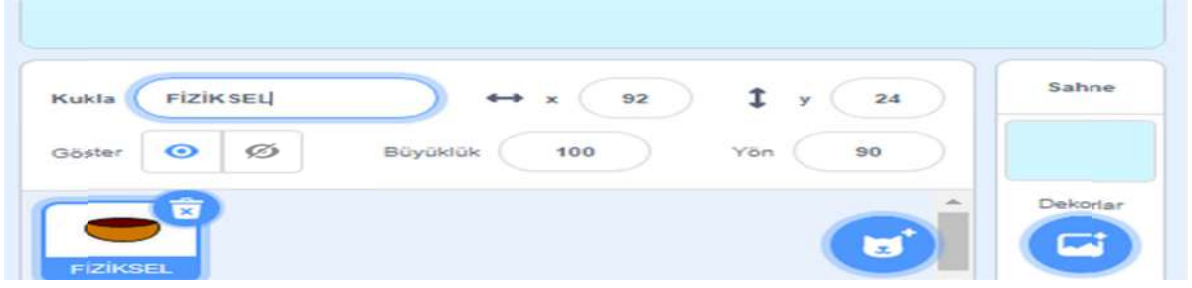 Kukla FİZİKSEL x 92 y 24
Göster Büyüklük 100 Yön 90
Sahne
Dekorlar
FİZİKSEL